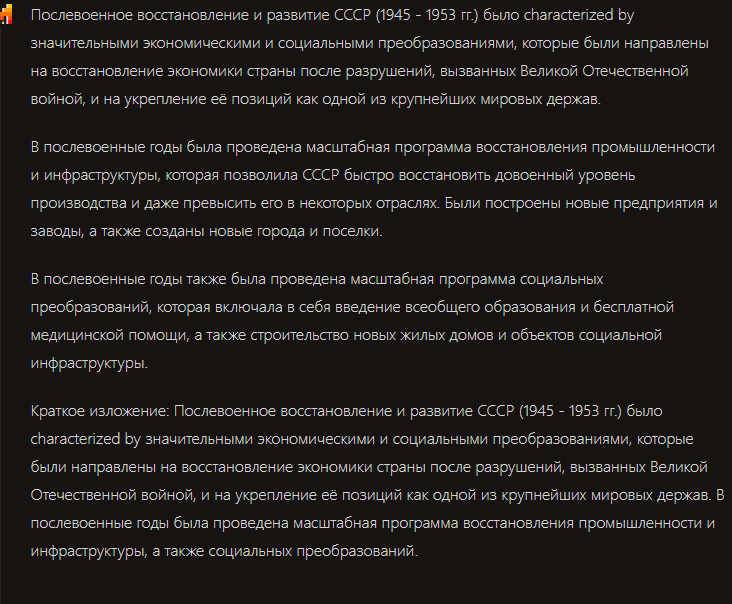 Послевоенное восстановление и развитие СССР (1945 - 1953 гг.) было characterized by
значительными экономическими и социальными преобразованиями, которые были направлены
на восстановление экономики страны после разрушений, вызванных Великой Отечественной
войной, и на укрепление её позиций как одной из крупнейших мировых держав.
В послевоенные годы была проведена масштабная программа восстановления промышленности
и инфраструктуры, которая позволила СССР быстро восстановить довоенный уровень
производства и даже превысить его в некоторых отраслях. Были построены новые предприятия и
заводы, а также созданы новые города и поселки.
В послевоенные годы также была проведена масштабная программа социальных
преобразований, которая включала в себя введение всеобщего образования и бесплатной
медицинской помощи, а также строительство новых жилых домов и объектов социальной
инфраструктуры.
Краткое изложение: Послевоенное восстановление и развитие СССР (1945 - 1953 гг.) было
characterized by значительными экономическими и социальными преобразованиями, которые
были направлены на восстановление экономики страны после разрушений, вызванных Великой
Отечественной войной, и на укрепление её позиций как одной из крупнейших мировых держав. В
послевоенные годы была проведена масштабная программа восстановления промышленности и
инфраструктуры, а также социальных преобразований.